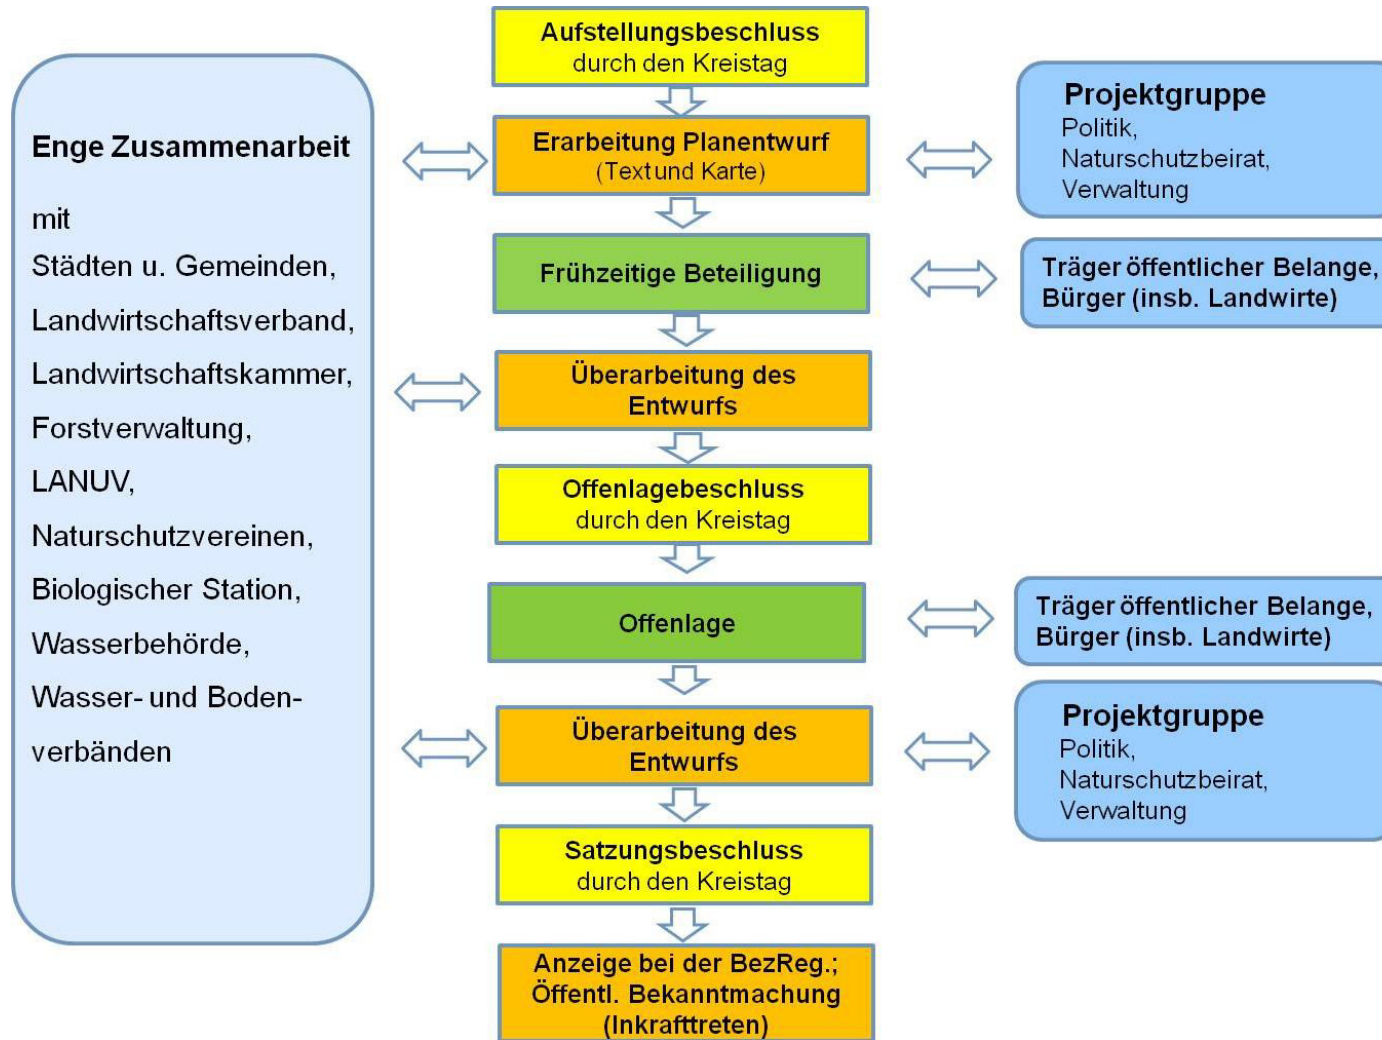 Enge Zusammenarbeit
mit
Städten u. Gemeinden,
Landwirtschaftsverband,
Landwirtschaftskammer,
Forstverwaltung,
LANUV,
Naturschutzvereinen,
Biologischer Station,
Wasserbehörde,
Wasser- und Boden-
verbänden
Aufstellungsbeschluss
durch den Kreistag
Erarbeitung Planentwurf
(Text und Karte)
Frühzeitige Beteiligung
Überarbeitung des
Entwurfs
Offenlagebeschluss
durch den Kreistag
Offenlage
Überarbeitung des
Entwurfs
Satzungsbeschluss
durch den Kreistag
Anzeige bei der BezReg.;
Öffentl. Bekanntmachung
(Inkrafttreten)
Projektgruppe
Politik,
Naturschutzbeirat,
Verwaltung
Träger öffentlicher Belange,
Bürger (insb. Landwirte)
Träger öffentlicher Belange,
Bürger (insb. Landwirte)
Projektgruppe
Politik,
Naturschutzbeirat,
Verwaltung